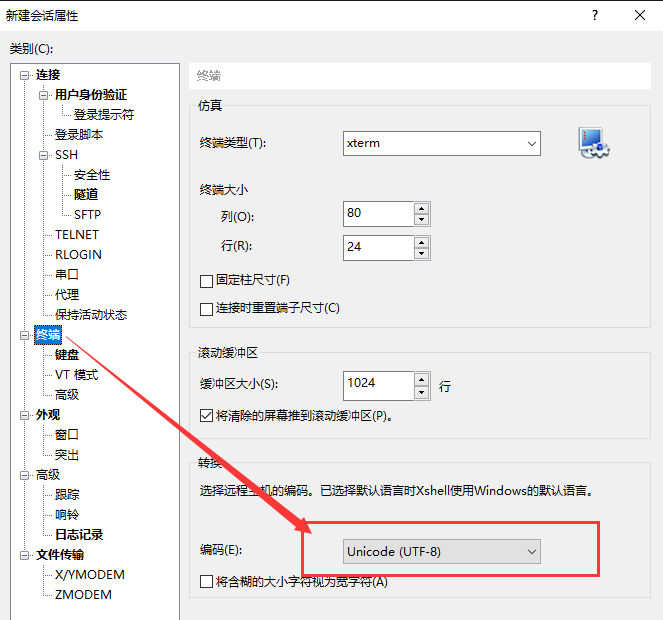 新建会话属性
类别(C):
连接
用户身份验证
登录提示符
登录脚本
SSH
安全性
隧道
SFTP
TELNET
RLOGIN
串口
代理
保持活动状态
终端
键盘
VT 模式
高级
外观
窗口
突出
高级
跟踪
响铃
日志记录
文件传输
X/YMODEM
ZMODEM
终端
仿真
终端类型(T):
xterm
终端大小
列(O):
80
行(R):
24
固定柱尺寸(F)
连接时重置端子尺寸(C)
滚动缓冲区
缓冲区大小(S):
1024
行
将清除的屏幕推到滚动缓冲区(P)。
转换
选择远程主机的编码。已选择默认语言时Xshell使用Windows的默认语言。
编码(E):
Unicode (UTF-8)
将含糊的大小字符视为宽字符(A)